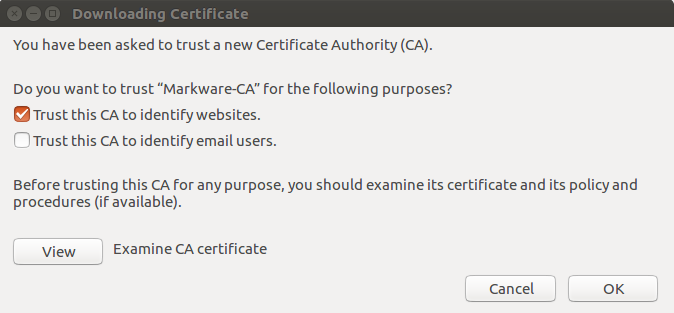 Downloading Certificate
You have been asked to trust a new Certificate Authority (CA).
Do you want to trust “Markware-CA” for the following purposes?
Trust this CA to identify websites.
Trust this CA to identify email users.
Before trusting this CA for any purpose, you should examine its certificate and its policy and
procedures (if available).
View Examine CA certificate
Cancel OK